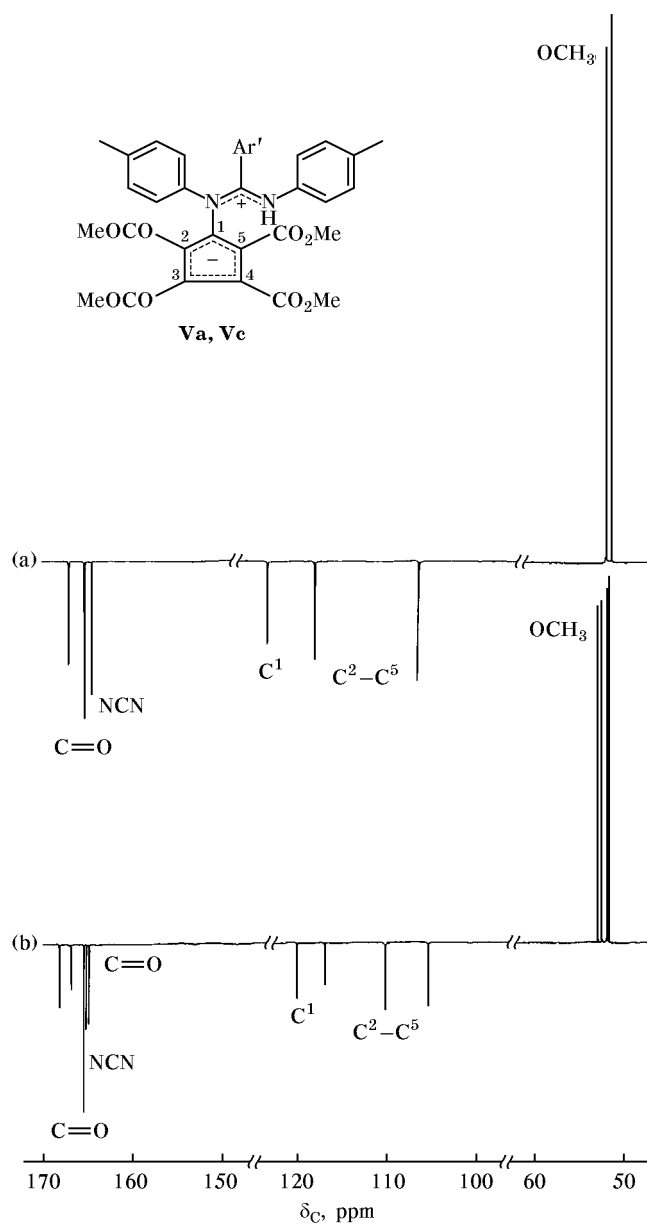 OCH₃
Ar′
N
+
N
H
MeOCO
2
1
5
CO₂Me
−
MeOCO
3
4
CO₂Me
Va, Vc
(a)
C¹
C²–C⁵
NCN
C=O
OCH₃
(b)
C=O
C¹
C²–C⁵
NCN
C=O
170 160 150 120 110 100 60 50
δC, ppm